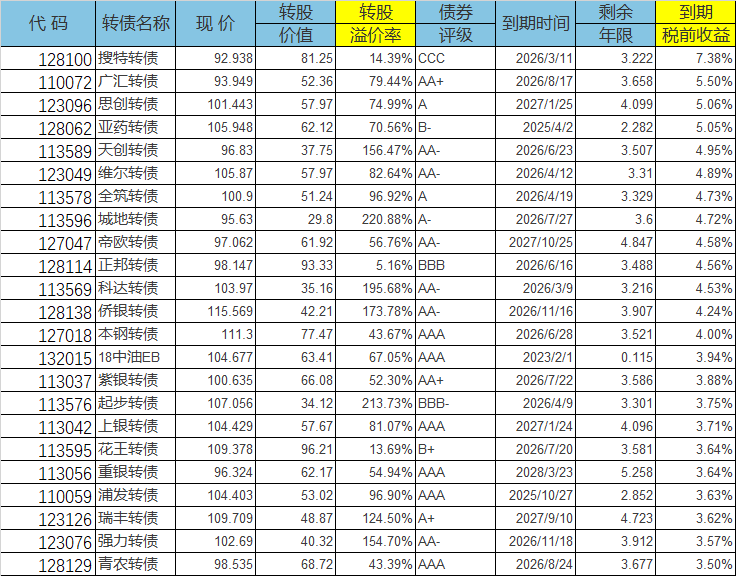 代 码 转债名称 现 价 转股价值 转股溢价率 债券评级 到期时间 剩余年限 到期税前收益
128100 搜特转债 92.938 81.25 14.39% CCC 2026/3/11 3.222 7.38%
110072 广汇转债 93.949 52.36 79.44% AA+ 2026/8/17 3.658 5.50%
123096 思创转债 101.443 57.97 74.99% A 2027/1/25 4.099 5.06%
128062 亚药转债 105.948 62.12 70.56% B- 2025/4/2 2.282 5.05%
113589 天创转债 96.83 37.75 156.47% AA- 2026/6/23 3.507 4.95%
123049 维尔转债 105.87 57.97 82.64% AA- 2026/4/12 3.31 4.89%
113578 全筑转债 100.9 51.24 96.92% A 2026/4/19 3.329 4.73%
113596 城地转债 95.63 29.8 220.88% A- 2026/7/27 3.6 4.72%
127047 帝欧转债 97.062 61.92 56.76% AA- 2027/10/25 4.847 4.58%
128114 正邦转债 98.147 93.33 5.16% BBB 2026/6/16 3.488 4.56%
113569 科达转债 103.97 35.16 195.68% AA- 2026/3/9 3.216 4.53%
128138 侨银转债 115.569 42.21 173.78% AA- 2026/11/16 3.907 4.24%
127018 本钢转债 111.3 77.47 43.67% AAA 2026/6/28 3.521 4.00%
132015 18中油EB 104.677 63.41 67.05% AAA 2023/2/1 0.115 3.94%
113037 紫银转债 100.635 66.08 52.30% AA+ 2026/7/22 3.586 3.88%
113576 起步转债 107.056 34.12 213.73% BBB- 2026/4/9 3.301 3.75%
113042 上银转债 104.429 57.67 81.07% AAA 2027/1/24 4.096 3.71%
113595 花王转债 109.378 96.21 13.69% B+ 2026/7/20 3.581 3.64%
113056 重银转债 96.324 62.17 54.94% AAA 2028/3/23 5.258 3.64%
110059 浦发转债 104.403 53.02 96.90% AAA 2025/10/27 2.852 3.63%
123126 瑞丰转债 109.709 48.87 124.50% A+ 2027/9/10 4.723 3.62%
123076 强力转债 102.69 40.32 154.70% AA- 2026/11/18 3.912 3.57%
128129 青农转债 98.535 68.72 43.39% AAA 2026/8/24 3.677 3.50%